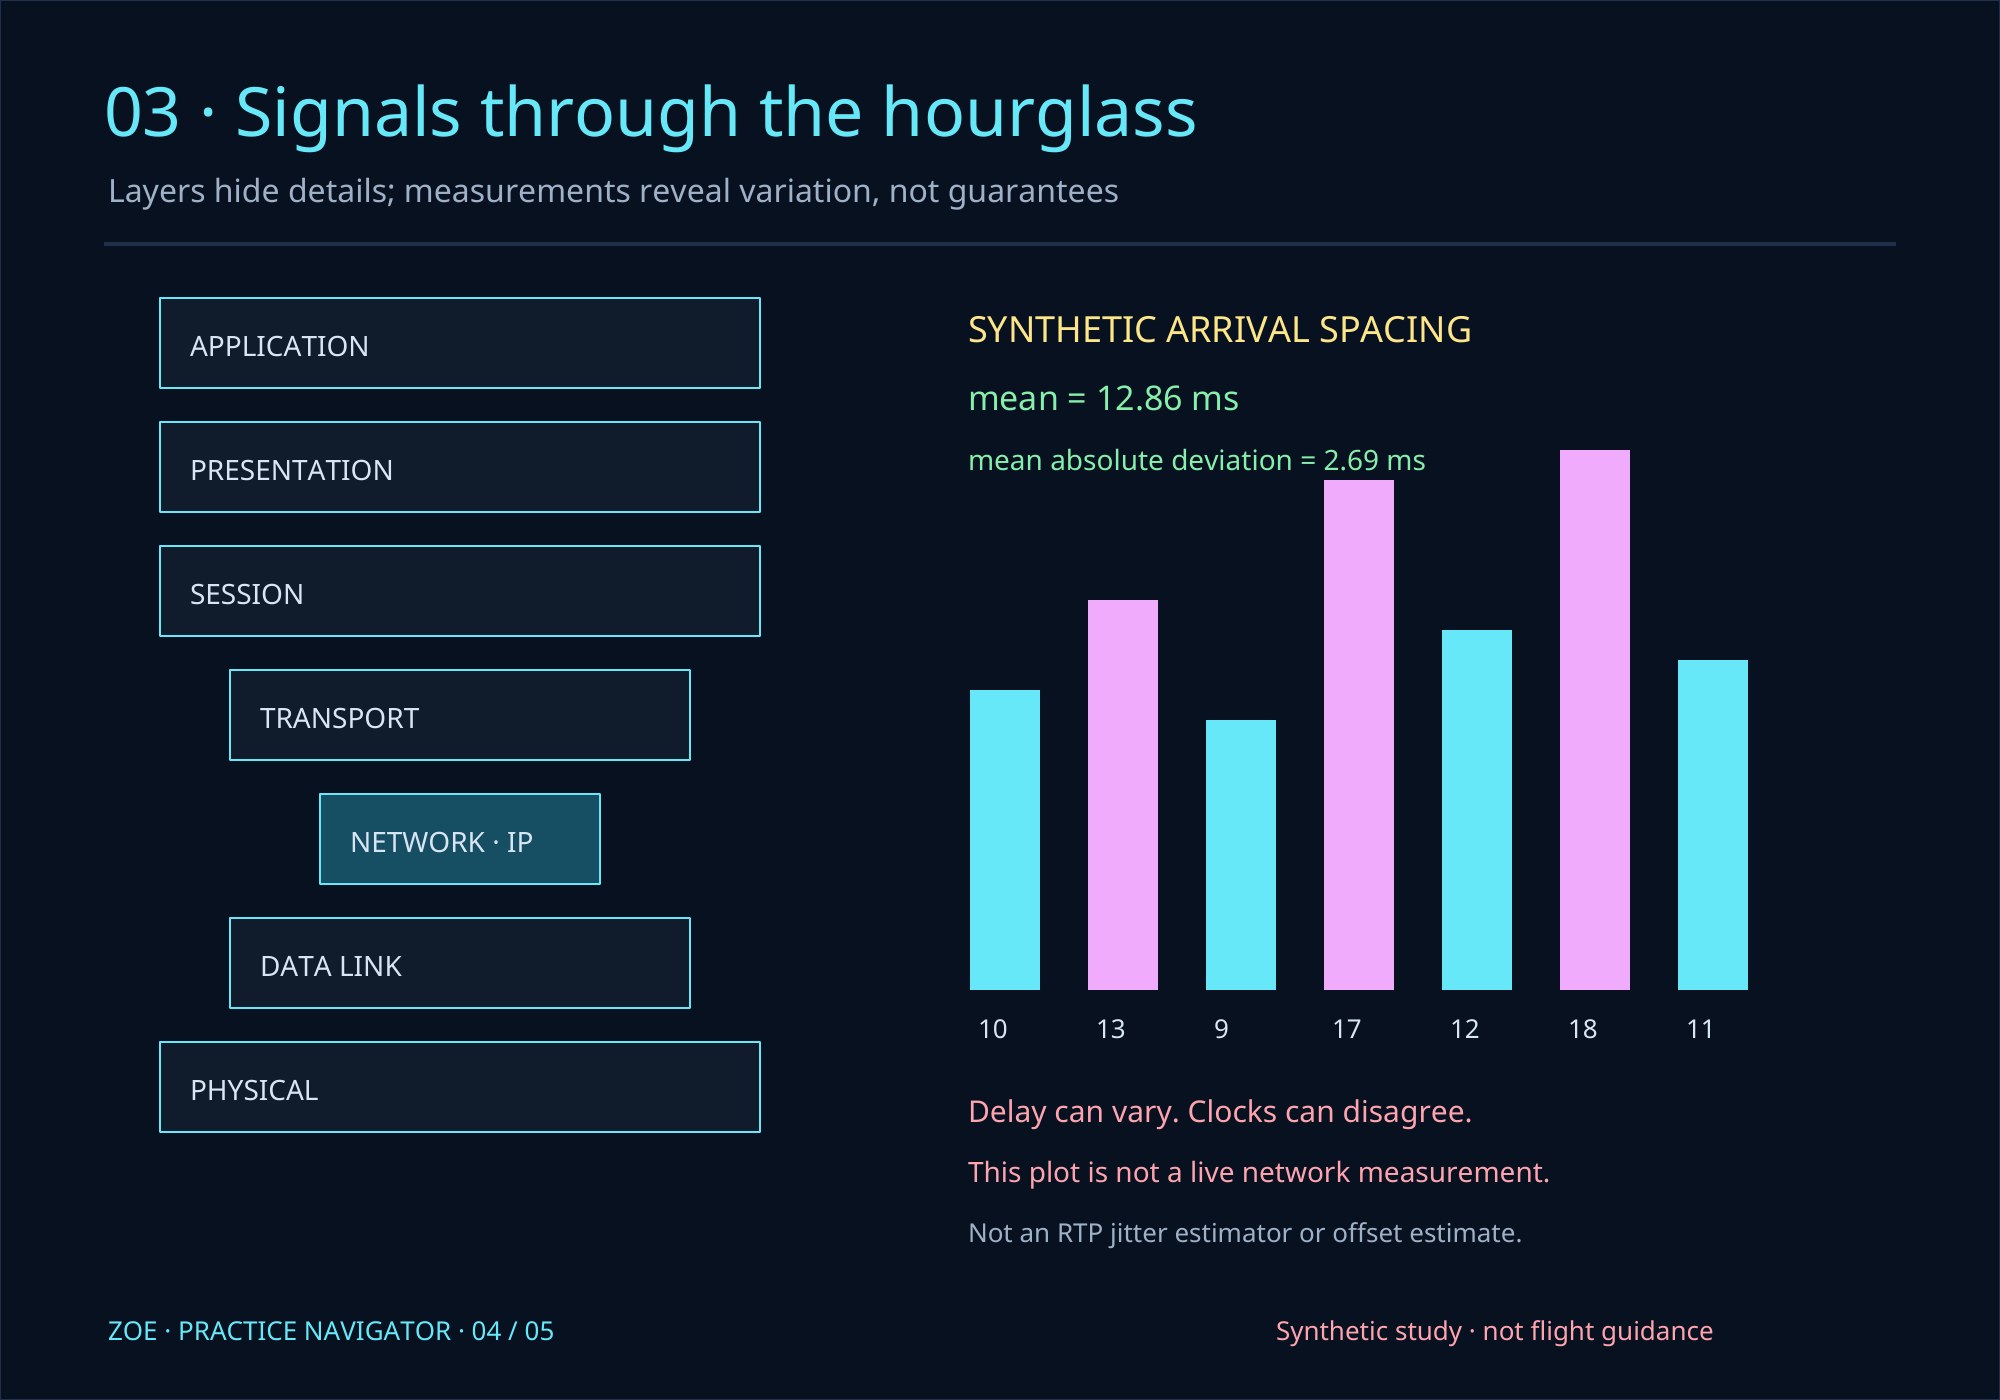 03 · Signals through the hourglass
Layers hide details; measurements reveal variation, not guarantees
APPLICATION
PRESENTATION
SESSION
TRANSPORT
NETWORK · IP
DATA LINK
PHYSICAL
SYNTHETIC ARRIVAL SPACING
mean = 12.86 ms
mean absolute deviation = 2.69 ms
10 13 9 17 12 18 11
Delay can vary. Clocks can disagree.
This plot is not a live network measurement.
Not an RTP jitter estimator or offset estimate.
ZOE · PRACTICE NAVIGATOR · 04 / 05
Synthetic study · not flight guidance